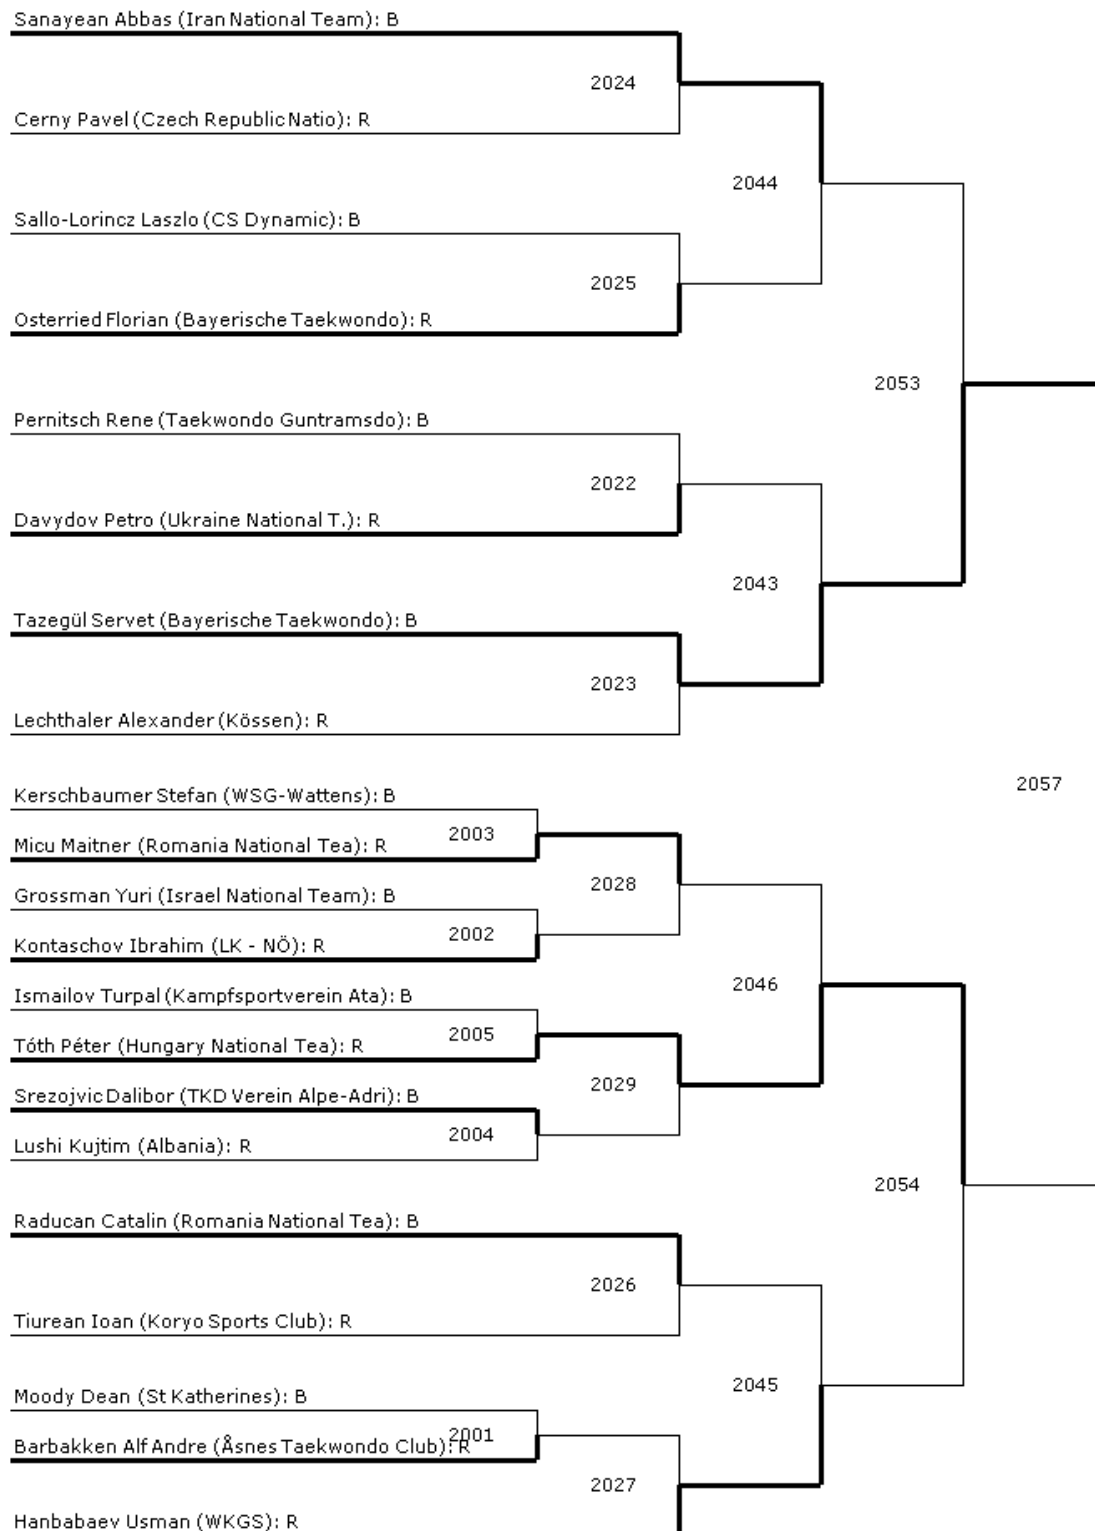 Sanayean Abbas (Iran National Team): B
2024
Cerny Pavel (Czech Republic Natio): R
2044
Sallo-Lorincz Laszlo (CS Dynamic): B
2025
Osterried Florian (Bayerische Taekwondo): R
2053
Pernitsch Rene (Taekwondo Guntramsdo): B
2022
Davydov Petro (Ukraine National T.): R
2043
Tazegül Servet (Bayerische Taekwondo): B
2023
Lechthaler Alexander (Kössen): R
2057
Kerschbaumer Stefan (WSG-Wattens): B
2003
Micu Maitner (Romania National Tea): R
2028
Grossman Yuri (Israel National Team): B
2002
Kontaschov Ibrahim (LK - NÖ): R
2046
Ismailov Turpal (Kampfsportverein Ata): B
2005
Tóth Péter (Hungary National Tea): R
2029
Srezojvic Dalibor (TKD Verein Alpe-Adri): B
2004
Lushi Kujtim (Albania): R
2054
Raducan Catalin (Romania National Tea): B
2026
Tiurean Ioan (Koryo Sports Club): R
2045
Moody Dean (St Katherines): B
2001
Barbakken Alf Andre (Åsnes Taekwondo Club): R
2027
Hanbabaev Usman (WKGS): R